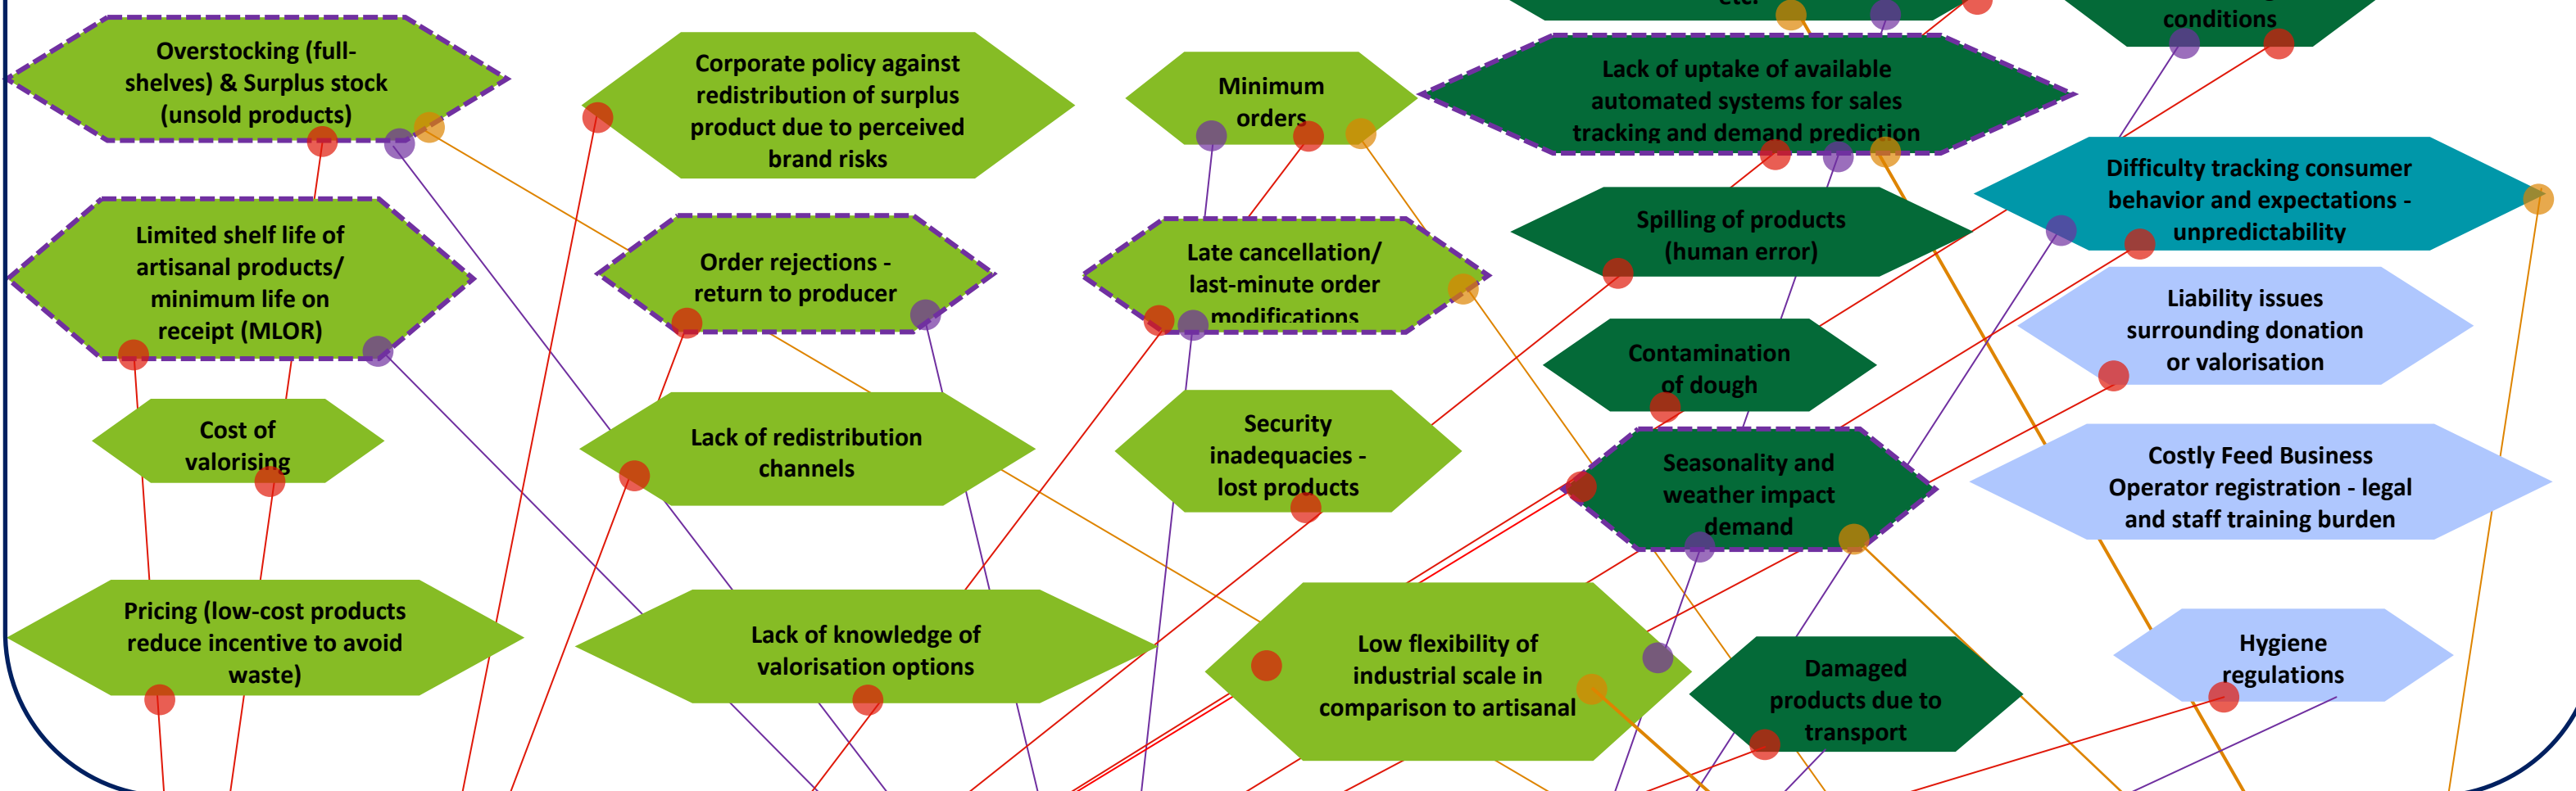 etc.
conditions
Overstocking (full-
shelves) & Surplus stock
(unsold products)
Corporate policy against
redistribution of surplus
product due to perceived
brand risks
Minimum
orders
Lack of uptake of available
automated systems for sales
tracking and demand prediction
Difficulty tracking consumer
behavior and expectations -
unpredictability
Limited shelf life of
artisanal products/
minimum life on
receipt (MLOR)
Order rejections -
return to producer
Late cancellation/
last-minute order
modifications
Spilling of products
(human error)
Liability issues
surrounding donation
or valorisation
Contamination
of dough
Cost of
valorising
Lack of redistribution
channels
Security
inadequacies -
lost products
Seasonality and
weather impact
demand
Costly Feed Business
Operator registration - legal
and staff training burden
Pricing (low-cost products
reduce incentive to avoid
waste)
Lack of knowledge of
valorisation options
Low flexibility of
industrial scale in
comparison to artisanal
Damaged
products due to
transport
Hygiene
regulations